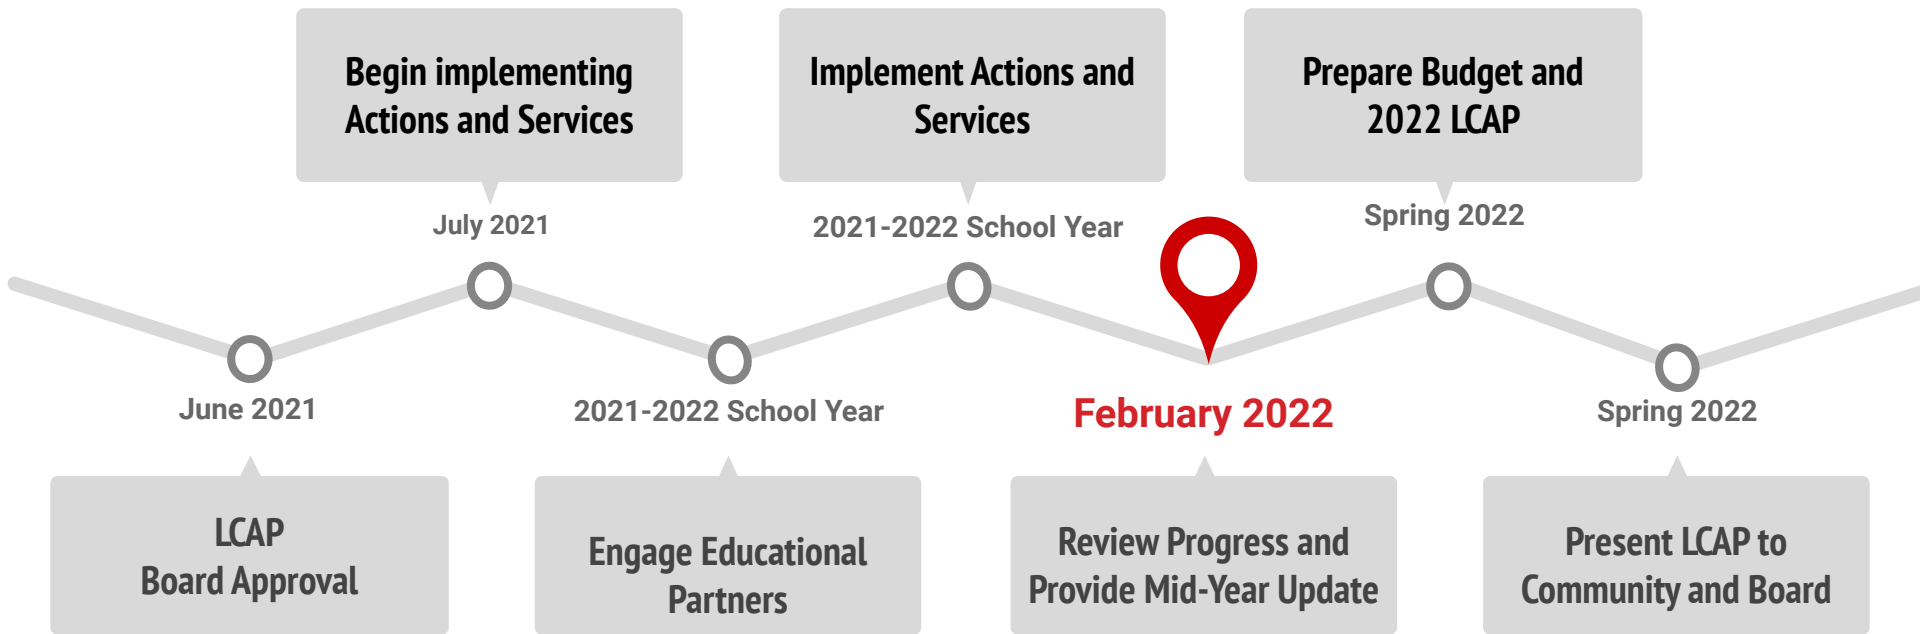 Begin implementing
Actions and Services
Implement Actions and
Services
Prepare Budget and
2022 LCAP
July 2021
2021-2022 School Year
Spring 2022
June 2021
2021-2022 School Year
February 2022
Spring 2022
LCAP
Board Approval
Engage Educational
Partners
Review Progress and
Provide Mid-Year Update
Present LCAP to
Community and Board